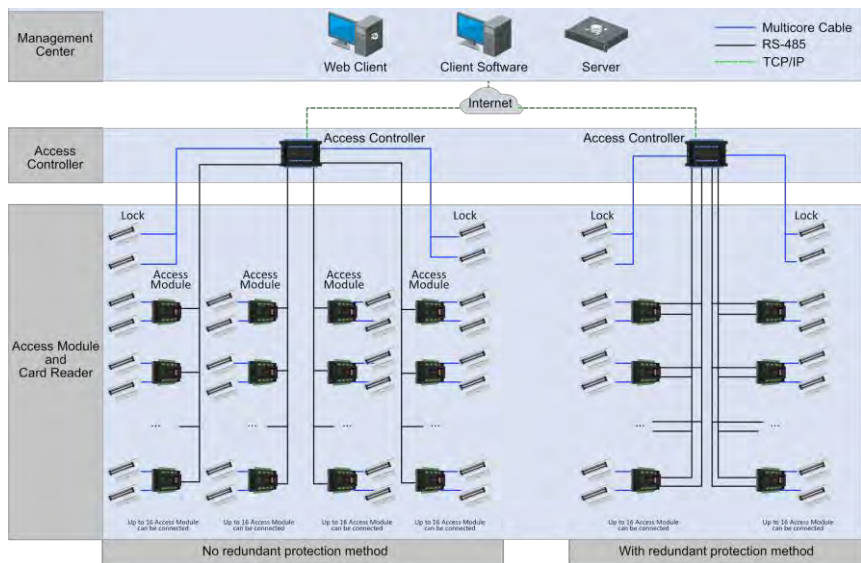 Management
Center
Web Client
Client Software
Server
Multicore Cable
RS-485
TCP/IP
Internet
Access
Controller
Access Controller
Access Controller
Access Module
and
Card Reader
Lock
Lock
Lock
Lock
Access
Module
Access
Module
Access
Module
Access
Module
...
...
...
...
...
...
Up to 16 Access Module
can be connected
Up to 16 Access Module
can be connected
Up to 16 Access Module
can be connected
Up to 16 Access Module
can be connected
Up to 16 Access Module
can be connected
Up to 16 Access Module
can be connected
No redundant protection method
With redundant protection method